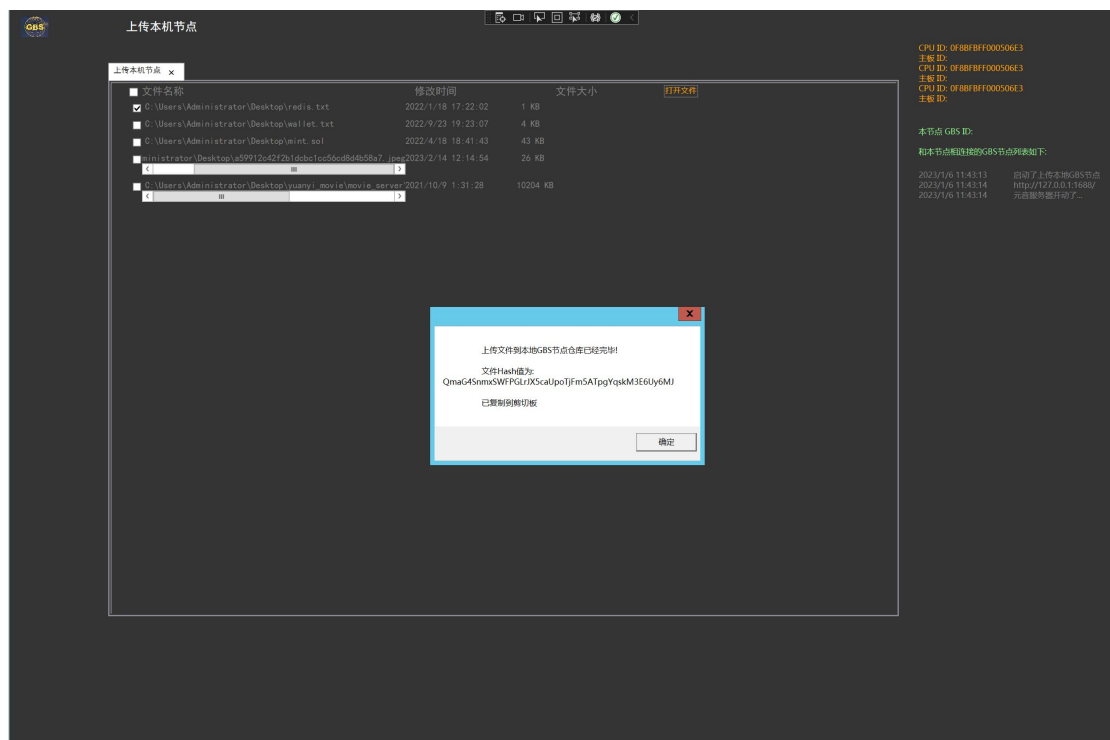 GBS
上传本机节点
上传本机节点 x
文件名称 修改时间 文件大小 打开文件
C:\Users\Administrator\Desktop\redis.txt 2022/1/18 17:22:02 1 KB
C:\Users\Administrator\Desktop\wallet.txt 2022/9/23 19:23:07 4 KB
C:\Users\Administrator\Desktop\mint.sol 2022/4/18 18:41:43 43 KB
ministrator\Desktop\a59912c42f2b1dcbc1cc56cd8d4b58a7.jpeg 2023/2/14 12:14:54 26 KB
C:\Users\Administrator\Desktop\yuanyi_movie\movie_server 2021/10/9 1:31:28 10204 KB
上传文件到本地GBS节点仓库已经完毕!
文件Hash值为:
QmaG4SnmxSWFPGLrJX5caUpoTjFm5ATpgYqskM3E6Uy6MJ
已复制到剪切板
确定
CPU ID: 0F8BFBFF000506E3
主板 ID:
CPU ID: 0F8BFBFF000506E3
主板 ID:
CPU ID: 0F8BFBFF000506E3
主板 ID:
本节点 GBS ID:
和本节点相连接的GBS节点列表如下:
2023/1/6 11:43:13 启动了上传本地GBS节点
2023/1/6 11:43:14 http://127.0.0.1:1688/
2023/1/6 11:43:14 元音服务器开动了...